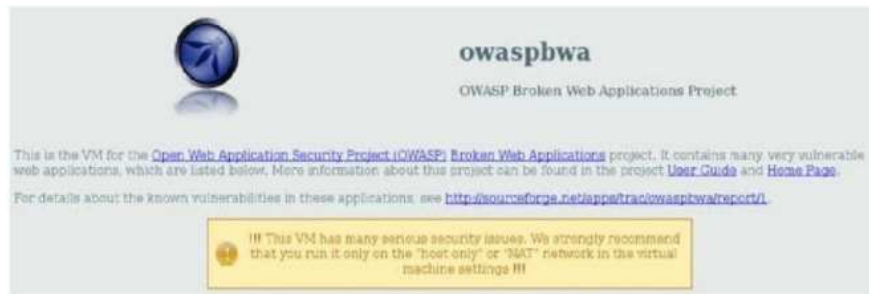 owaspbwa
OWASP Broken Web Applications Project
This is the VM for the Open Web Application Security Project (OWASP) Broken Web Applications project. It contains many very vulnerable
web applications, which are listed below. More information about this project can be found in the project User Guide and Home Page.
For details about the known vulnerabilities in these applications, see http://sourceforge.net/apps/trac/owaspbwa/report/1.
!!! This VM has many serious security issues. We strongly recommend
that you run it only on the "host only" or "NAT" network in the virtual
machine settings !!!